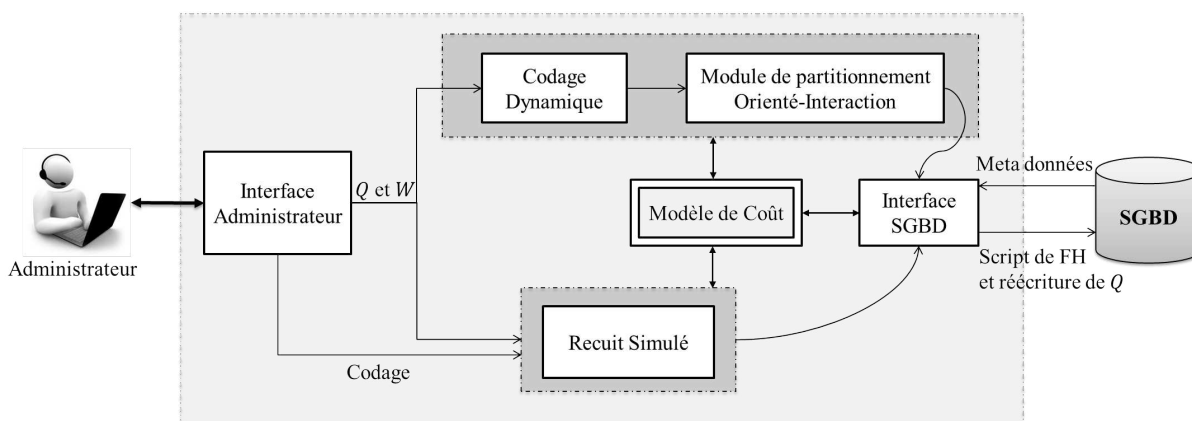 Codage
Dynamique
Module de partitionnement
Orienté-Interaction
Administrateur
Interface
Administrateur
Q et W
Modèle de Coût
Interface
SGBD
Meta données
SGBD
Script de FH
et réécriture de Q
Recuit Simulé
Codage